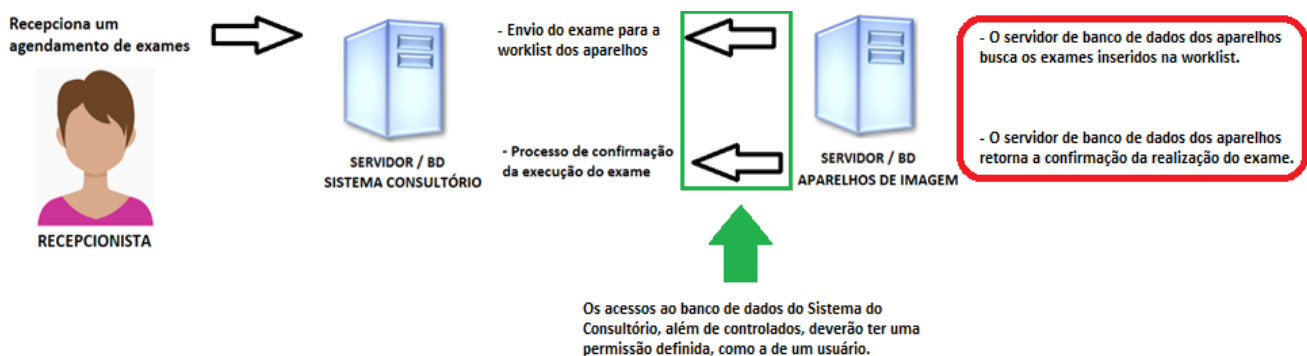 Recepciona um
agendamento de exames
RECEPCIONISTA
SERVIDOR / BD
SISTEMA CONSULTÓRIO
- Envio do exame para a
worklist dos aparelhos
- Processo de confirmação
da execução do exame
SERVIDOR / BD
APARELHOS DE IMAGEM
- O servidor de banco de dados dos aparelhos
busca os exames inseridos na worklist.
- O servidor de banco de dados dos aparelhos
retorna a confirmação da realização do exame.
Os acessos ao banco de dados do Sistema do
Consultório, além de controlados, deverão ter uma
permissão definida, como a de um usuário.